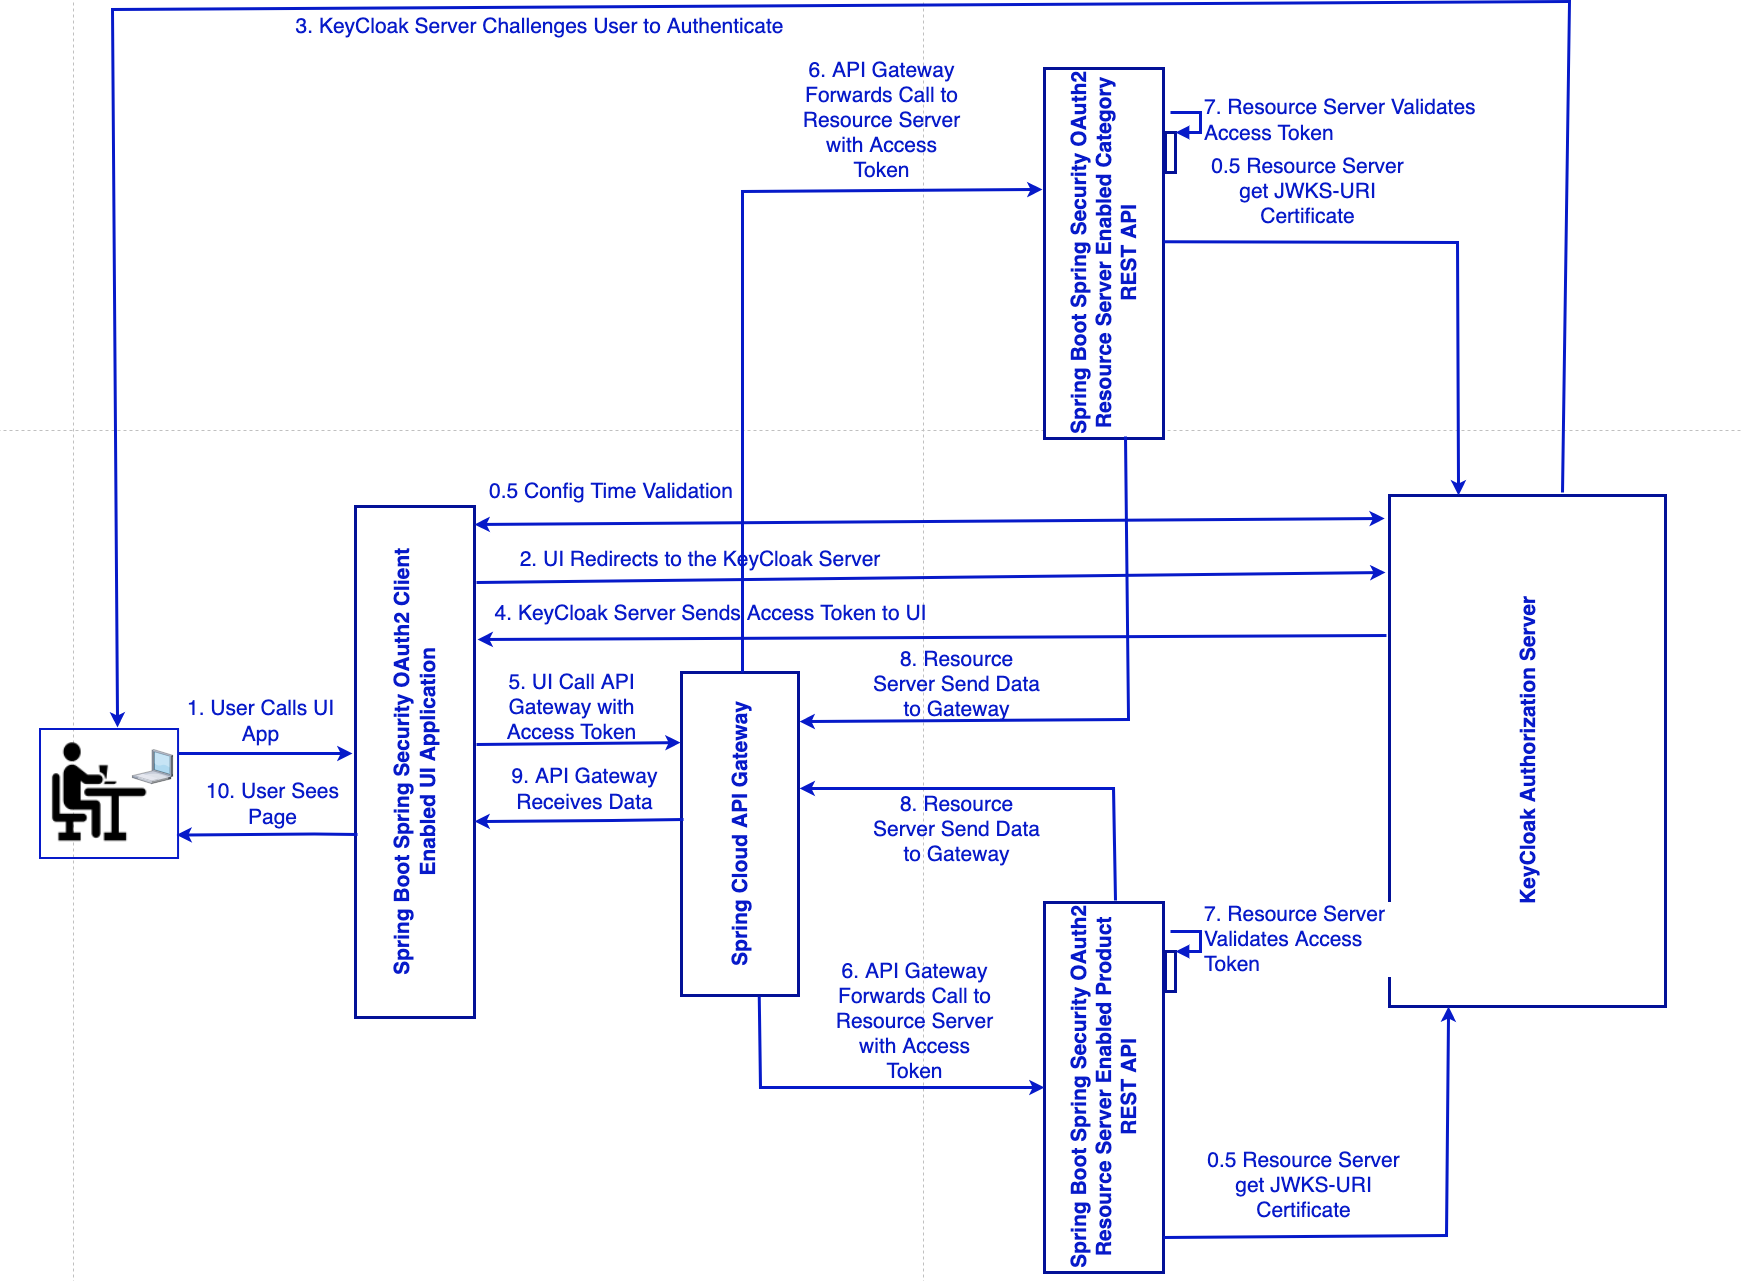 3. KeyCloak Server Challenges User to Authenticate
6. API Gateway
Forwards Call to
Resource Server
with Access
Token
Spring Boot Spring Security OAuth2
Resource Server Enabled Category
REST API
7. Resource Server Validates
Access Token
0.5 Resource Server
get JWKS-URI
Certificate
0.5 Config Time Validation
2. UI Redirects to the KeyCloak Server
4. KeyCloak Server Sends Access Token to UI
1. User Calls UI
App
10. User Sees
Page
Spring Boot Spring Security OAuth2 Client
Enabled UI Application
5. UI Call API
Gateway with
Access Token
9. API Gateway
Receives Data
Spring Cloud API Gateway
8. Resource
Server Send Data
to Gateway
8. Resource
Server Send Data
to Gateway
KeyCloak Authorization Server
6. API Gateway
Forwards Call to
Resource Server
with Access
Token
Spring Boot Spring Security OAuth2
Resource Server Enabled Product
REST API
7. Resource Server
Validates Access
Token
0.5 Resource Server
get JWKS-URI
Certificate